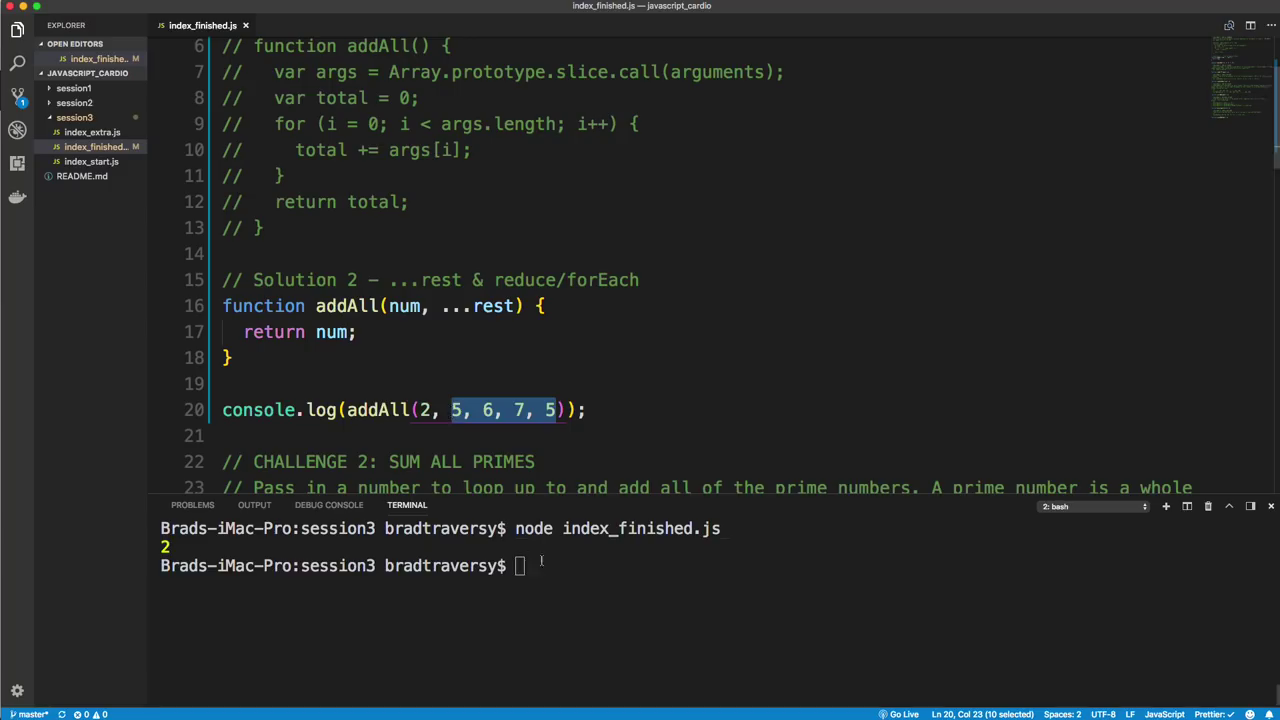 index_finished.js — javascript_cardio
EXPLORER
OPEN EDITORS
index_finishe... M
JAVASCRIPT_CARDIO
session1
session2
session3
JS index_extra.js
JS index_finished... M
JS index_start.js
README.md
1
JS index_finished.js ×
6 // function addAll() {
7 //   var args = Array.prototype.slice.call(arguments);
8 //   var total = 0;
9 //   for (i = 0; i < args.length; i++) {
10 //     total += args[i];
11 //   }
12 //   return total;
13 // }
14
15 // Solution 2 - ...rest & reduce/forEach
16 function addAll(num, ...rest) {
17   return num;
18 }
19
20 console.log(addAll(2, 5, 6, 7, 5));
21
22 // CHALLENGE 2: SUM ALL PRIMES
23 // Pass in a number to loop up to and add all of the prime numbers. A prime number is a whole
PROBLEMS OUTPUT DEBUG CONSOLE TERMINAL 2: bash
Brads-iMac-Pro:session3 bradtraversy$ node index_finished.js
2
Brads-iMac-Pro:session3 bradtraversy$
master* 0 0 Go Live Ln 20, Col 23 (10 selected) Spaces: 2 UTF-8 LF JavaScript Prettier: ✓